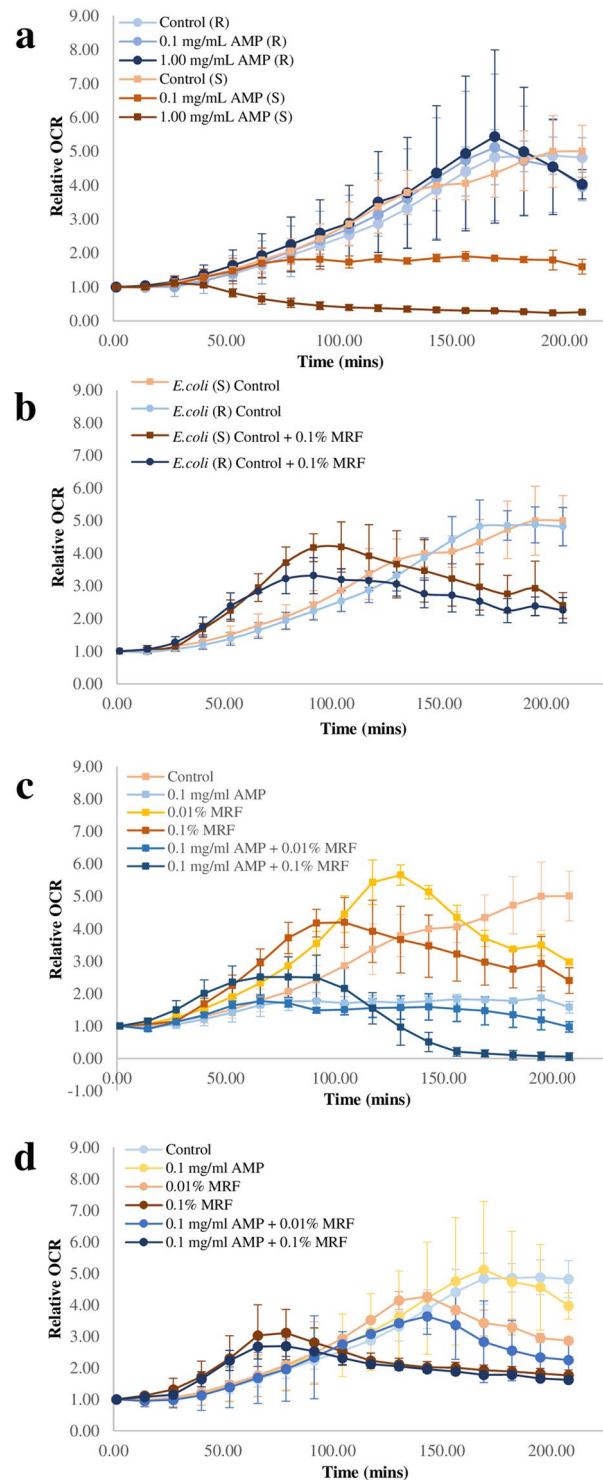 a
9.00
8.00
7.00
6.00
5.00
4.00
3.00
2.00
1.00
0.00
Relative OCR
Control (R)
0.1 mg/mL AMP (R)
1.00 mg/mL AMP (R)
Control (S)
0.1 mg/mL AMP (S)
1.00 mg/mL AMP (S)
0.00 50.00 100.00 150.00 200.00
Time (mins)
b
9.00
8.00
7.00
6.00
5.00
4.00
3.00
2.00
1.00
0.00
Relative OCR
E.coli (S) Control
E.coli (R) Control
E.coli (S) Control + 0.1% MRF
E.coli (R) Control + 0.1% MRF
0.00 50.00 100.00 150.00 200.00
Time (mins)
c
9.00
8.00
7.00
6.00
5.00
4.00
3.00
2.00
1.00
0.00
-1.00
Relative OCR
Control
0.1 mg/ml AMP
0.01% MRF
0.1% MRF
0.1 mg/ml AMP + 0.01% MRF
0.1 mg/ml AMP + 0.1% MRF
0.00 50.00 100.00 150.00 200.00
Time (mins)
d
9.00
8.00
7.00
6.00
5.00
4.00
3.00
2.00
1.00
0.00
Relative OCR
Control
0.1 mg/ml AMP
0.01% MRF
0.1% MRF
0.1 mg/ml AMP + 0.01% MRF
0.1 mg/ml AMP + 0.1% MRF
0.00 50.00 100.00 150.00 200.00
Time (mins)